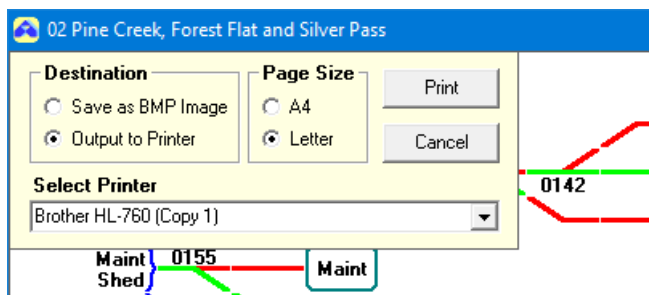 02 Pine Creek, Forest Flat and Silver Pass
Destination
Save as BMP Image
Output to Printer
Page Size
A4
Letter
Print
Cancel
Select Printer
Brother HL-760 (Copy 1)
0142
Maint
Shed
0155
Maint